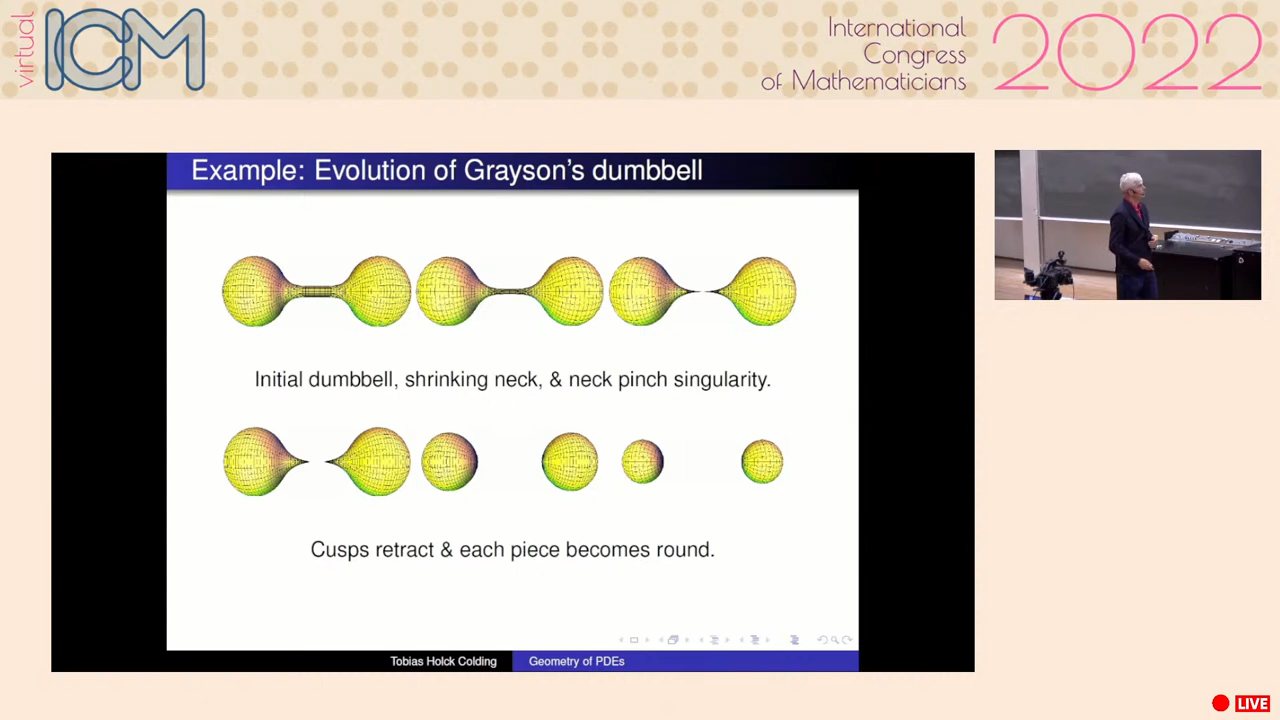 virtual
ICM
International
Congress
of Mathematicians
2022
Example: Evolution of Grayson's dumbbell
Initial dumbbell, shrinking neck, & neck pinch singularity.
Cusps retract & each piece becomes round.
Tobias Holck Colding
Geometry of PDEs
LIVE